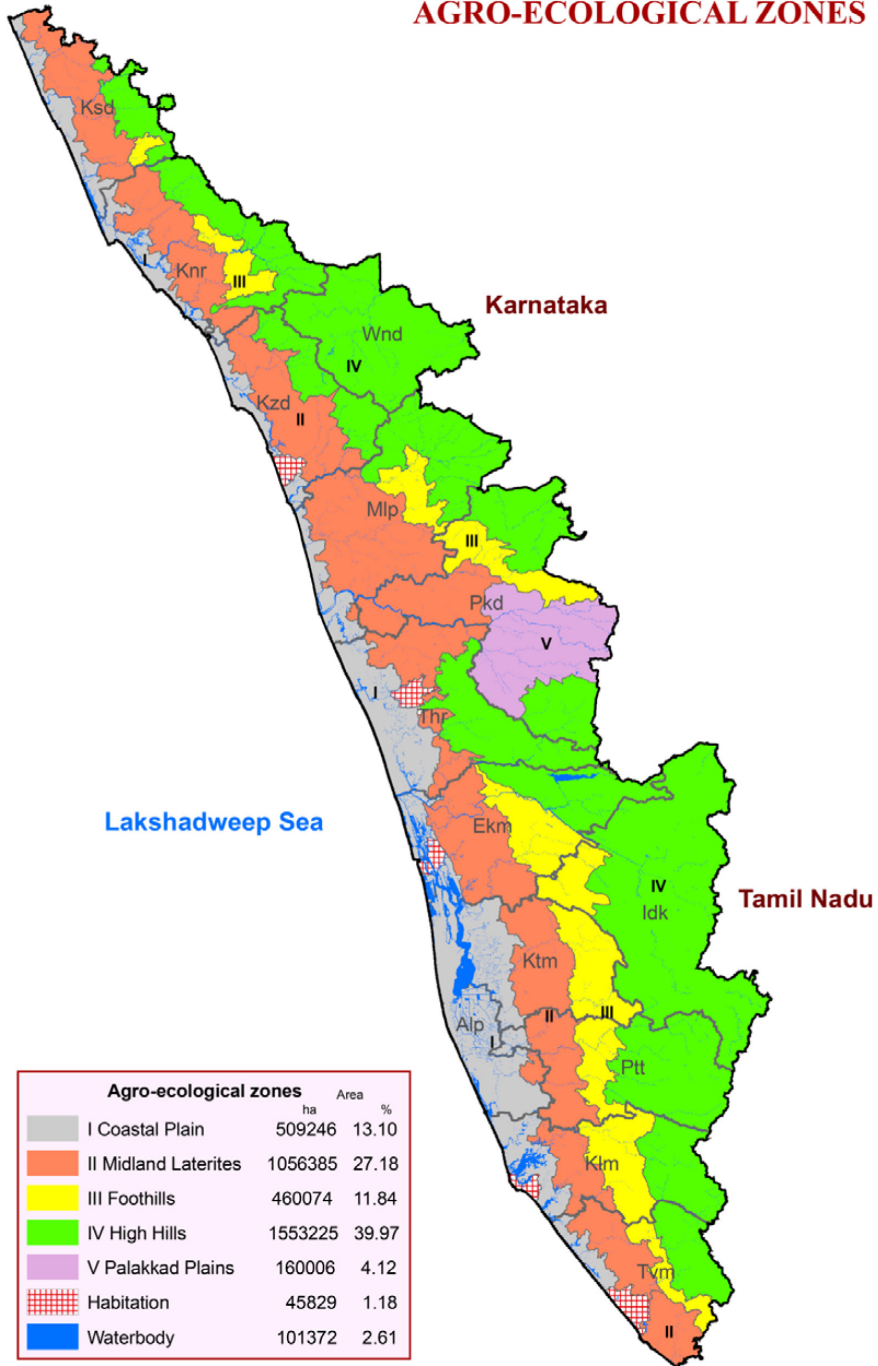 AGRO-ECOLOGICAL ZONES
Ksd
I
Knr
III
Karnataka
Wnd
IV
Kzd
II
Mlp
III
Pkd
V
I
Thr
Lakshadweep Sea
Ekm
IV
Idk
Tamil Nadu
Ktm
II
III
Alp
I
Ptt
Klm
Tvm
II
Agro-ecological zones Area
ha %
I Coastal Plain 509246 13.10
II Midland Laterites 1056385 27.18
III Foothills 460074 11.84
IV High Hills 1553225 39.97
V Palakkad Plains 160006 4.12
Habitation 45829 1.18
Waterbody 101372 2.61